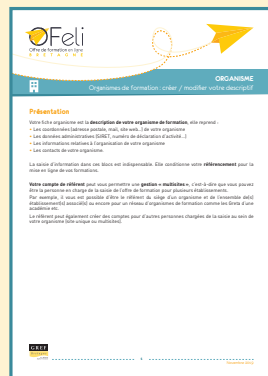 OFeli
Offre de formation en ligne
BRETAGNE
ORGANISME
Organismes de formation : créer / modifier votre descriptif
Présentation
Votre fiche organisme est la description de votre organisme de formation, elle reprend :
• Les coordonnées (adresse postale, mail, site web…) de votre organisme
• Les données administratives (SIRET, numéro de déclaration d'activité…)
• Les informations relatives à l'organisation de votre organisme
• Les contacts de votre organisme.
La saisie d'information dans ces blocs est indispensable. Elle conditionne votre référencement pour la
mise en ligne de vos formations.
Votre compte de référent peut vous permettre une gestion « multisites », c'est-à-dire que vous pouvez
être la personne en charge de la saisie de l'offre de formation pour plusieurs établissements.
Par exemple, il vous est possible d'être le référent du siège d'un organisme et de l'ensemble de(s)
établissement(s) associé(s) ou encore pour un réseau d'organismes de formation comme les Greta d'une
académie etc.
Le référent peut également créer des comptes pour d'autres personnes chargées de la saisie au sein de
votre organisme (site unique ou multisites).
GREF